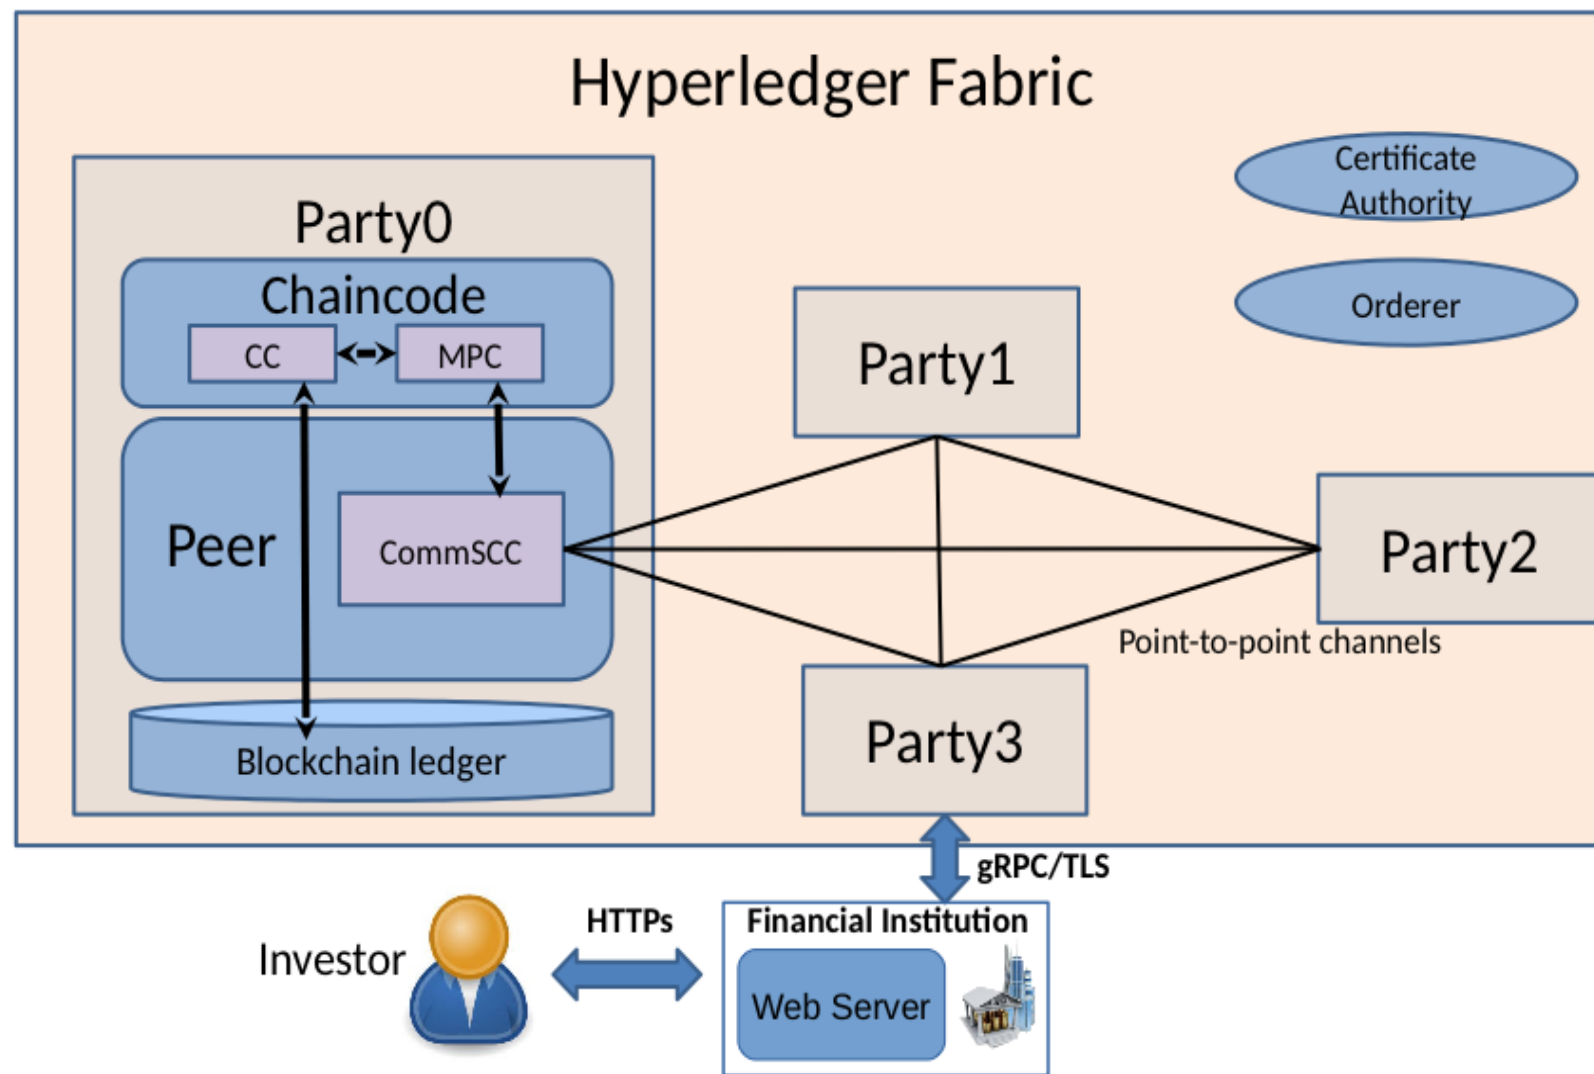 Hyperledger Fabric
Certificate
Authority
Party0
Chaincode
CC
MPC
Orderer
Party1
Peer
CommSCC
Party2
Point-to-point channels
Party3
Blockchain ledger
gRPC/TLS
Investor
HTTPs
Financial Institution
Web Server